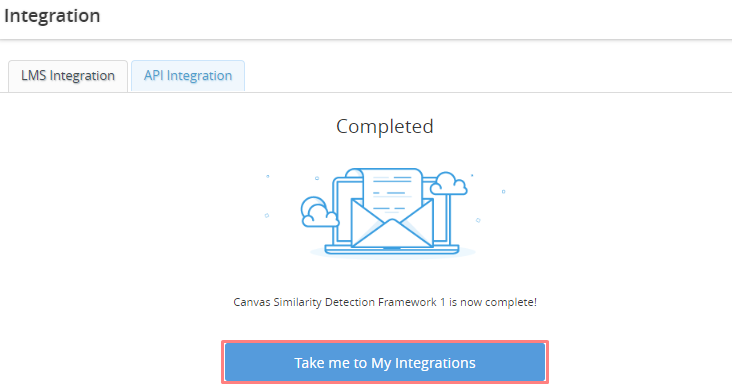 Integration
LMS Integration
API Integration
Completed
Canvas Similarity Detection Framework 1 is now complete!
Take me to My Integrations